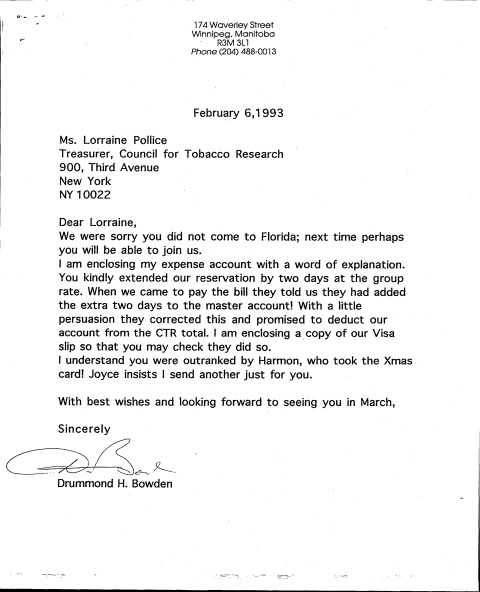 174 Waverley Street
Winnipeg, Manitoba
R3M 3L1
Phone (204) 488-0013
February 6,1993
Ms. Lorraine Pollice
Treasurer, Council for Tobacco Research
900, Third Avenue
New York
NY 10022
Dear Lorraine,
We were sorry you did not come to Florida; next time perhaps
you will be able to join us.
I am enclosing my expense account with a word of explanation.
You kindly extended our reservation by two days at the group
rate. When we came to pay the bill they told us they had added
the extra two days to the master account! With a little
persuasion they corrected this and promised to deduct our
account from the CTR total. I am enclosing a copy of our Visa
slip so that you may check they did so.
I understand you were outranked by Harmon, who took the Xmas
card! Joyce insists I send another just for you.
With best wishes and looking forward to seeing you in March,
Sincerely
Drummond H. Bowden